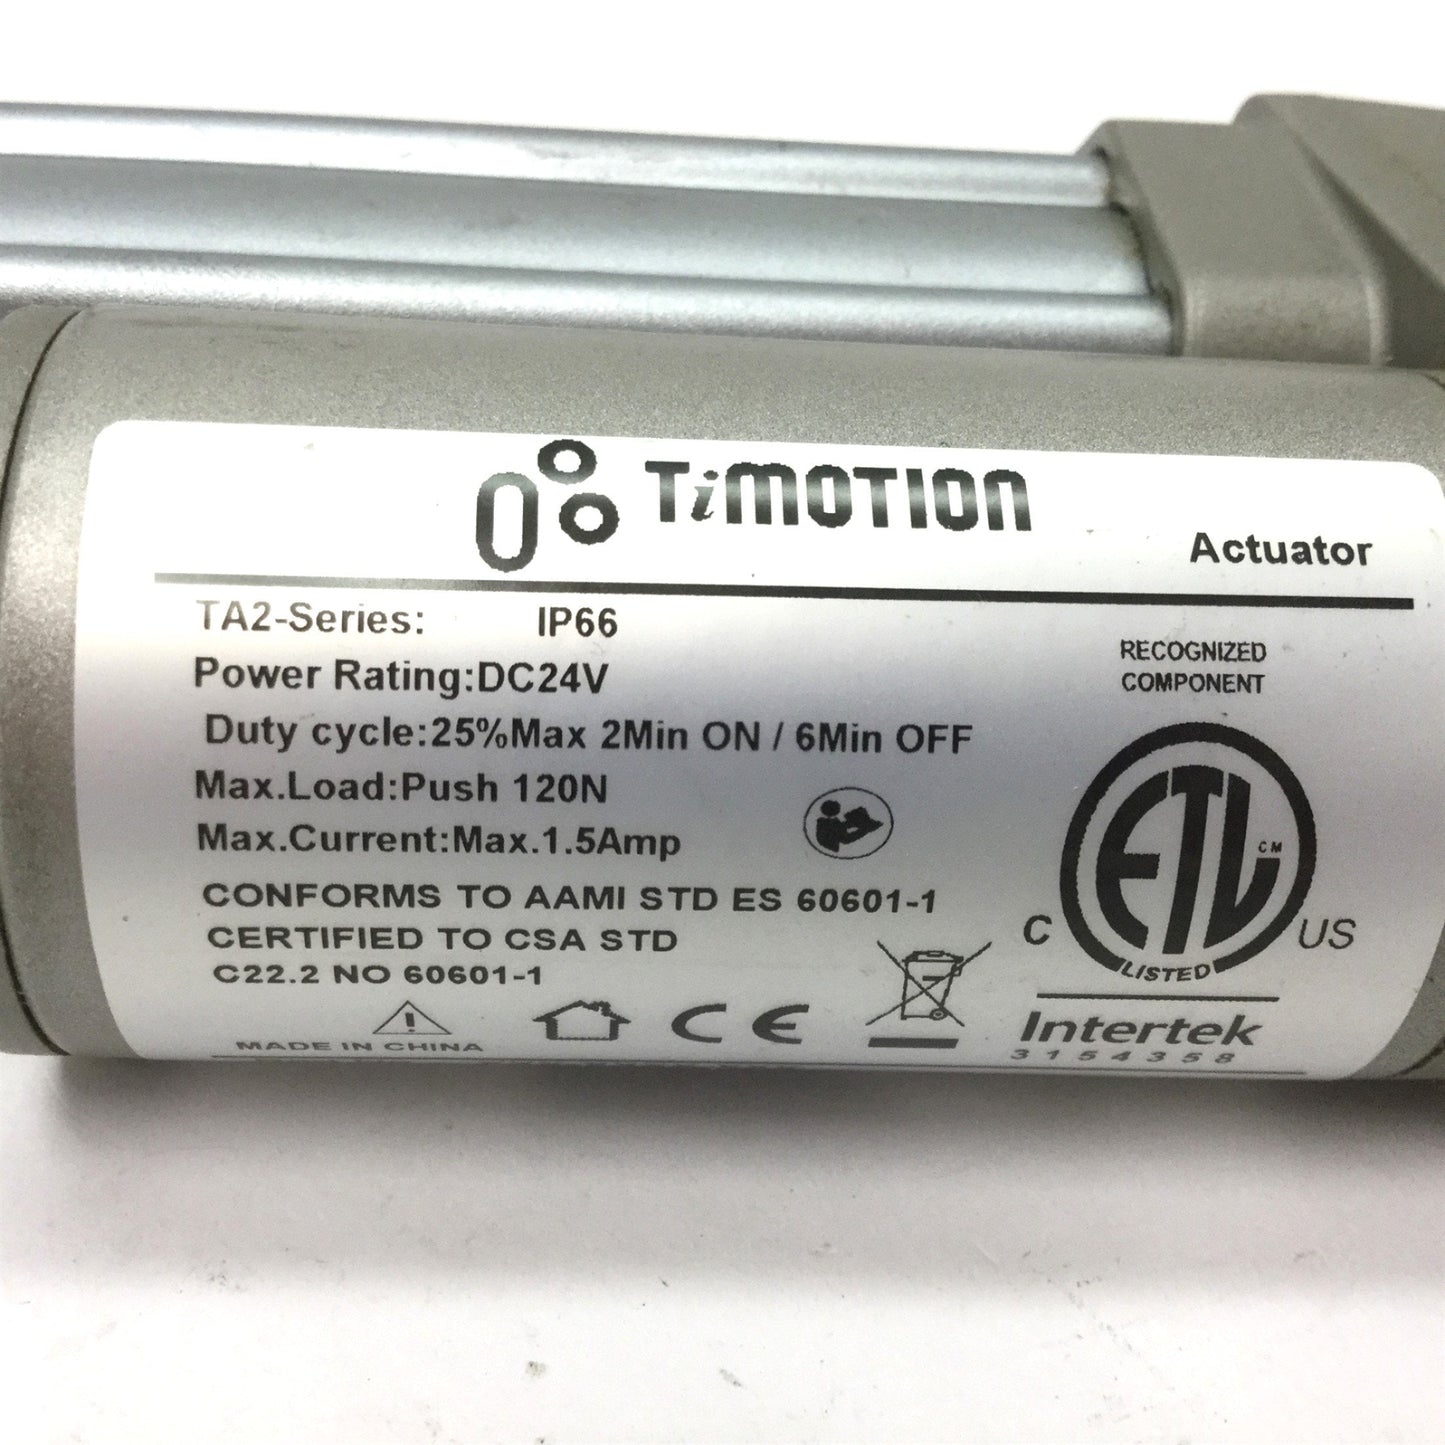 TiMOTION
Actuator
TA2-Series: IP66
Power Rating:DC24V
Duty cycle:25%Max 2Min ON / 6Min OFF
Max.Load:Push 120N
Max.Current:Max.1.5Amp
CONFORMS TO AAMI STD ES 60601-1
CERTIFIED TO CSA STD
C22.2 NO 60601-1
MADE IN CHINA
CE
RECOGNIZED
COMPONENT
ETL CM
C US
LISTED
Intertek
3154358